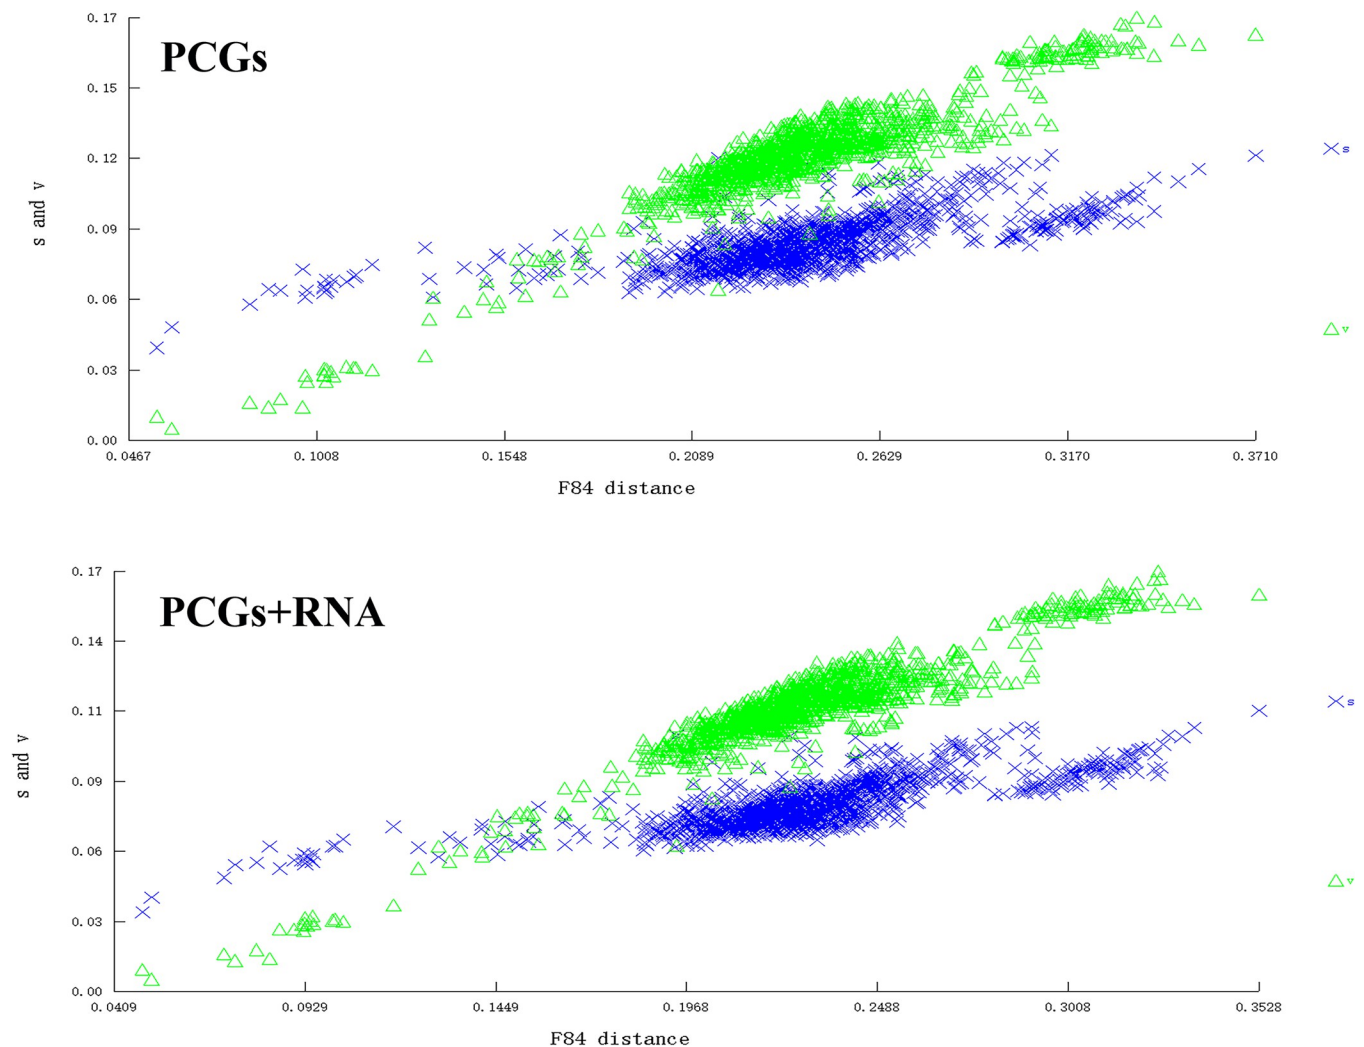 PCGs
0.17
0.15
0.12
0.09
0.06
0.03
0.00
s and v
0.0467 0.1008 0.1548 0.2089 0.2629 0.3170 0.3710
F84 distance
s
v
PCGs+RNA
0.17
0.14
0.11
0.09
0.06
0.03
0.00
s and v
0.0409 0.0929 0.1449 0.1968 0.2488 0.3008 0.3528
F84 distance
s
v